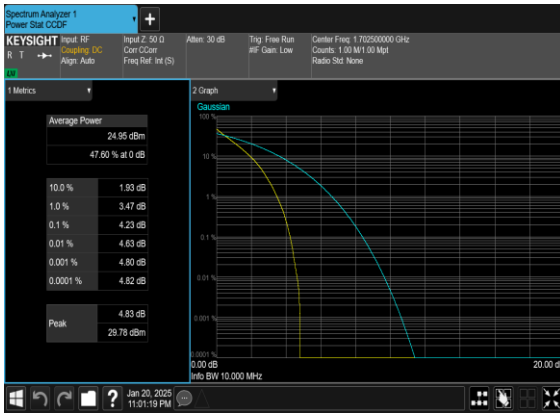 Spectrum Analyzer 1
Power Stat CCDF
KEYSIGHT
R T
LXI
Input: RF
Coupling: DC
Align: Auto
Input Z: 50 Ω
Corr CCorr
Freq Ref: Int (S)
Atten: 30 dB
Trig: Free Run
#IF Gain: Low
Center Freq: 1.702500000 GHz
Counts: 1.00 M/1.00 Mpt
Radio Std: None
1 Metrics
Average Power
24.95 dBm
47.60 % at 0 dB
10.0 % 1.93 dB
1.0 % 3.47 dB
0.1 % 4.23 dB
0.01 % 4.63 dB
0.001 % 4.80 dB
0.0001 % 4.82 dB
Peak
4.83 dB
29.78 dBm
2 Graph
Gaussian
100 %
10 %
1 %
0.1 %
0.01 %
0.001 %
0.0001 %
0.00 dB
20.00 d
Info BW 10.000 MHz
?
Jan 20, 2025
11:01:19 PM